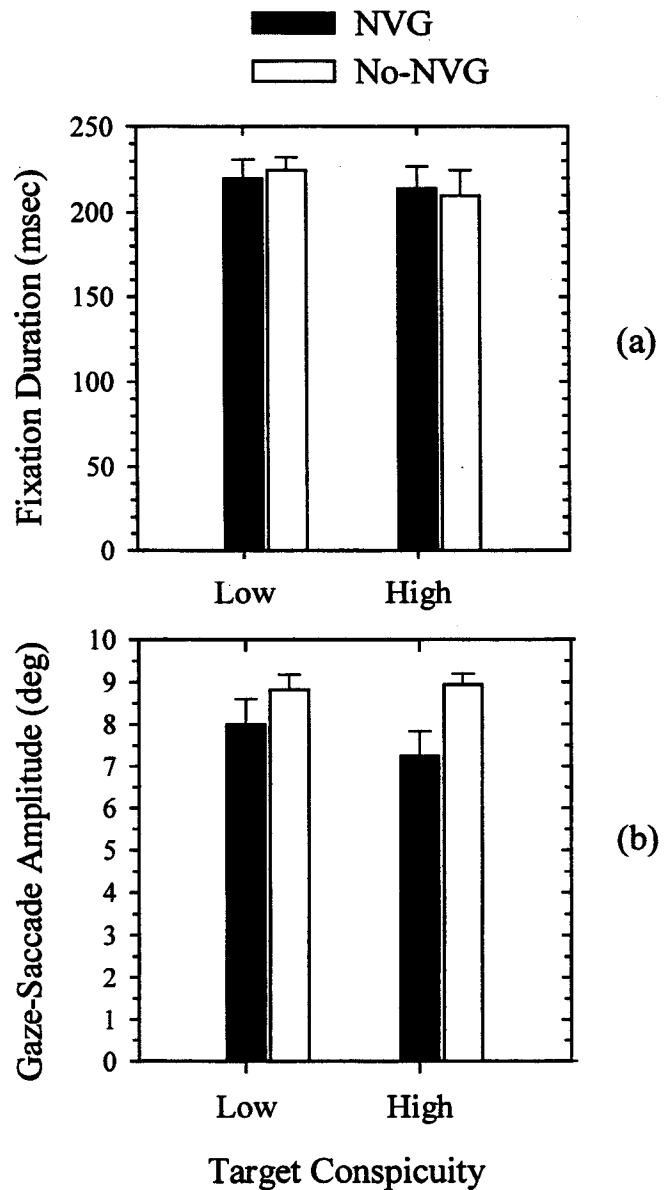 NVG
No-NVG
Fixation Duration (msec)
250
200
150
100
50
0
Low High
(a)
Gaze-Saccade Amplitude (deg)
10
9
8
7
6
5
4
3
2
1
0
Low High
(b)
Target Conspicuity